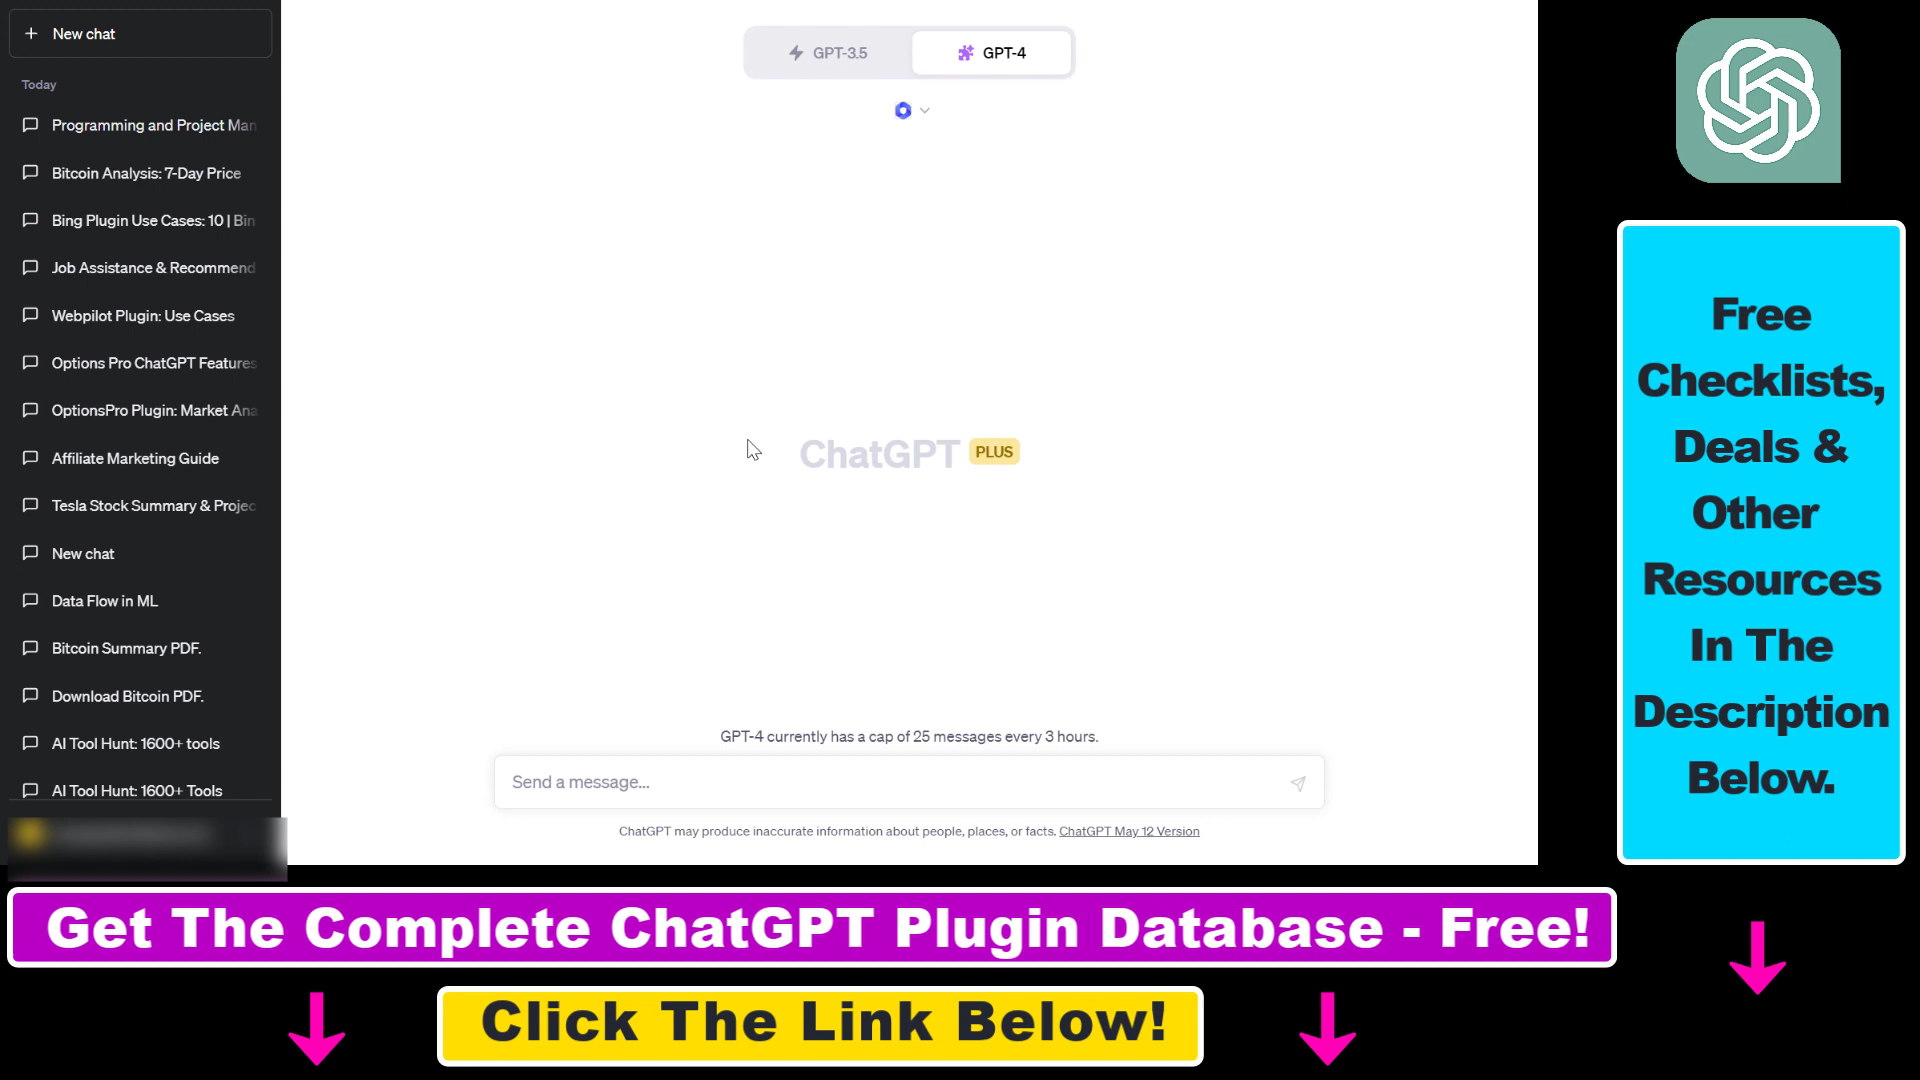 New chat
Today
Programming and Project Man
Bitcoin Analysis: 7-Day Price
Bing Plugin Use Cases: 10 | Bin
Job Assistance & Recommend
Webpilot Plugin: Use Cases
Options Pro ChatGPT Features
OptionsPro Plugin: Market Ana
Affiliate Marketing Guide
Tesla Stock Summary & Projec
New chat
Data Flow in ML
Bitcoin Summary PDF.
Download Bitcoin PDF.
AI Tool Hunt: 1600+ tools
AI Tool Hunt: 1600+ Tools
GPT-3.5
GPT-4
ChatGPT PLUS
GPT-4 currently has a cap of 25 messages every 3 hours.
Send a message...
ChatGPT may produce inaccurate information about people, places, or facts. ChatGPT May 12 Version
Free
Checklists,
Deals &
Other
Resources
In The
Description
Below.
Get The Complete ChatGPT Plugin Database - Free!
Click The Link Below!